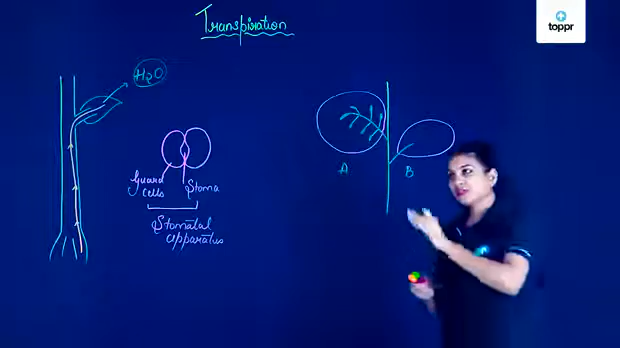 Transpiration
toppr
H₂O
Guard
cells
Stoma
Stomatal
apparatus
A
B